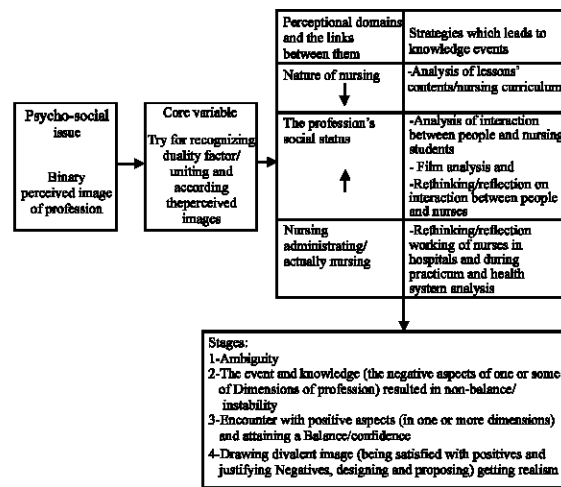 Psycho-social
issue
Binary
perceived image
of profession
Core variable
Try for recognizing
duality factor/
uniting and
according
theperceived
images
Perceptional domains
and the links
between them
Strategies which leads to
knowledge events
Nature of nursing
-Analysis of lessons'
contents/nursing curriculum
The profession's
social status
-Analysis of interaction
between people and nursing
students
- Film analysis and
-Rethinking/reflection on
interaction between people
and nurses
Nursing
administrating/
actually nursing
-Rethinking/reflection
working of nurses in
hospitals and during
practicum and health
system analysis
Stages:
1-Ambiguity
2-The event and knowledge (the negative aspects of one or some
of Dimensions of profession) resulted in non-balance/
instability
3-Encounter with positive aspects (in one or more dimensions)
and attaining a Balance/confidence
4-Drawing divalent image (being satisfied with positives and
justifying Negatives, designing and proposing) getting realism